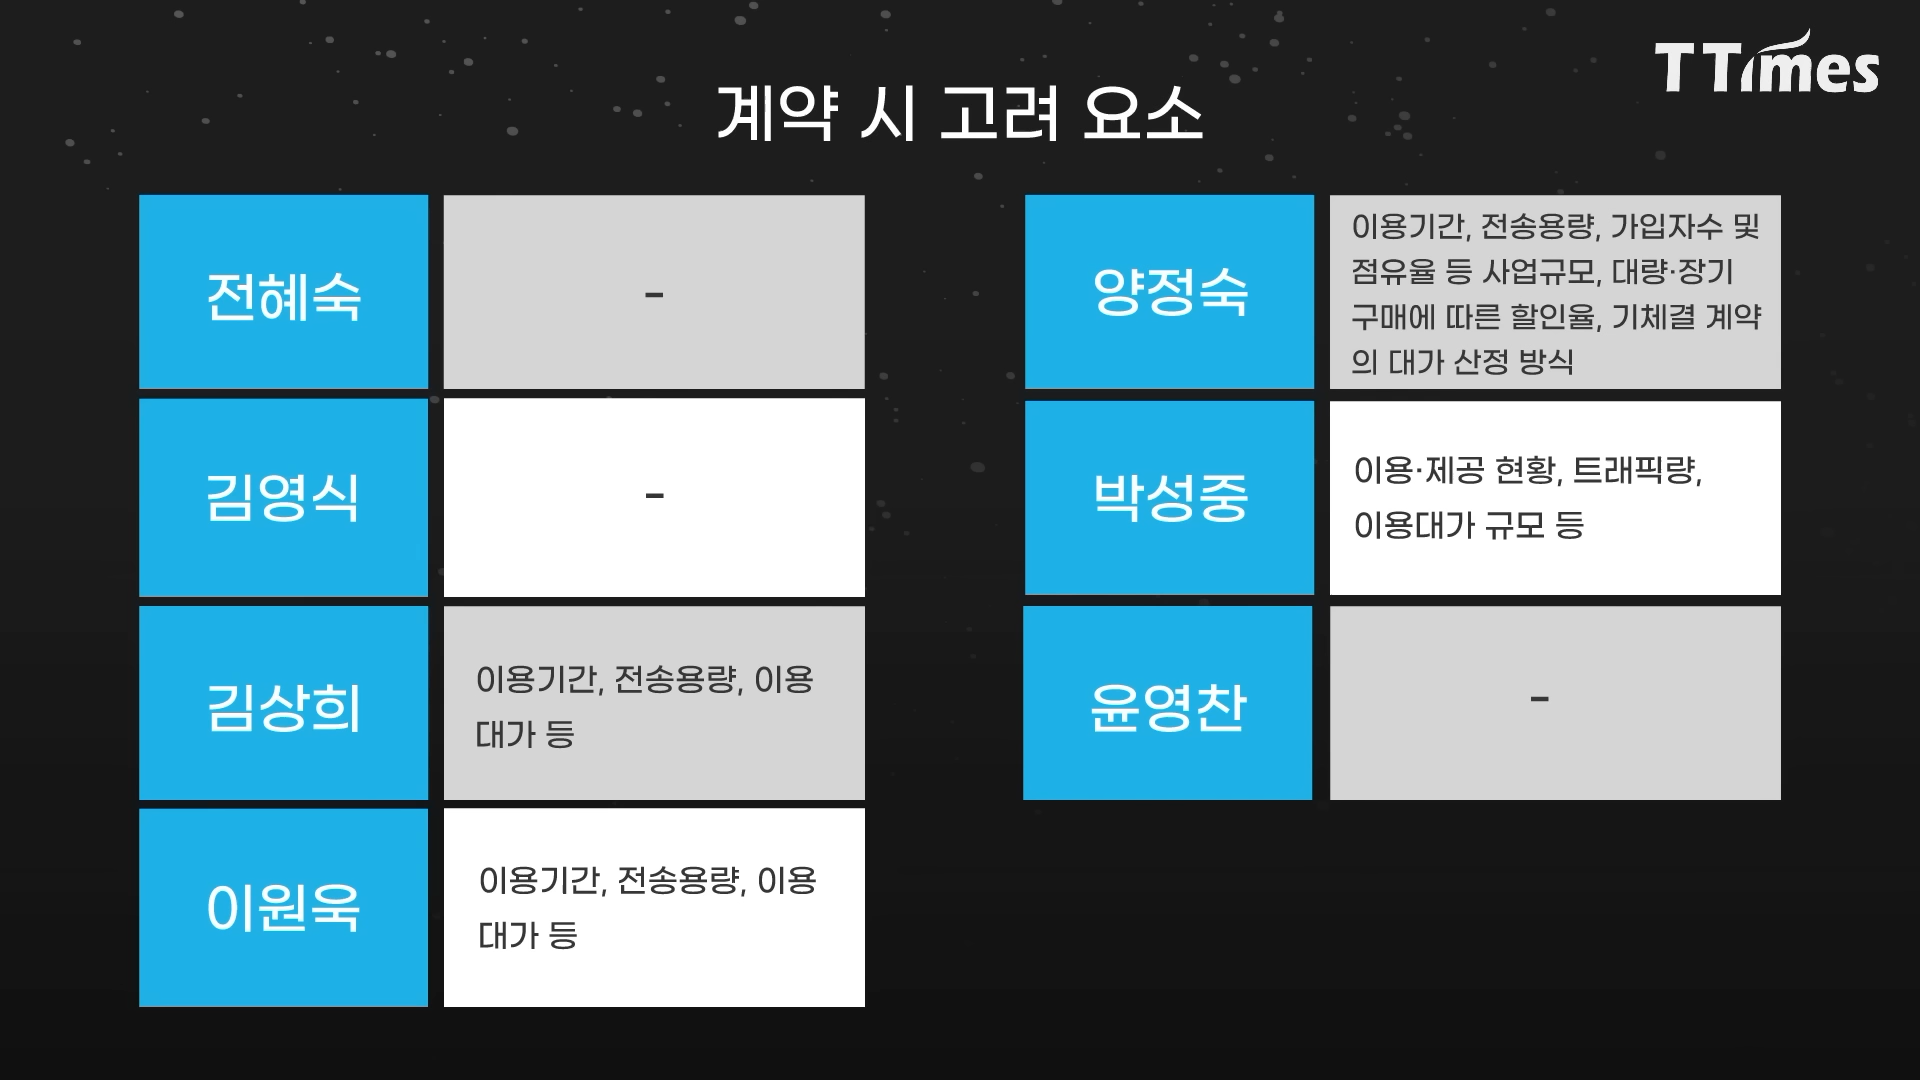 TTimes
계약 시 고려 요소
전혜숙
-
김영식
-
김상희
이용기간, 전송용량, 이용
대가 등
이원욱
이용기간, 전송용량, 이용
대가 등
양정숙
이용기간, 전송용량, 가입자수 및
점유율 등 사업규모, 대량·장기
구매에 따른 할인율, 기체결 계약
의 대가 산정 방식
박성중
이용·제공 현황, 트래픽량,
이용대가 규모 등
윤영찬
-